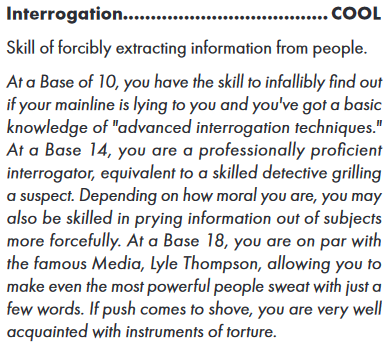 Interrogation.................................... COOL
Skill of forcibly extracting information from people.
At a Base of 10, you have the skill to infallibly find out
if your mainline is lying to you and you've got a basic
knowledge of "advanced interrogation techniques."
At a Base 14, you are a professionally proficient
interrogator, equivalent to a skilled detective grilling
a suspect. Depending on how moral you are, you may
also be skilled in prying information out of subjects
more forcefully. At a Base 18, you are on par with
the famous Media, Lyle Thompson, allowing you to
make even the most powerful people sweat with just a
few words. If push comes to shove, you are very well
acquainted with instruments of torture.